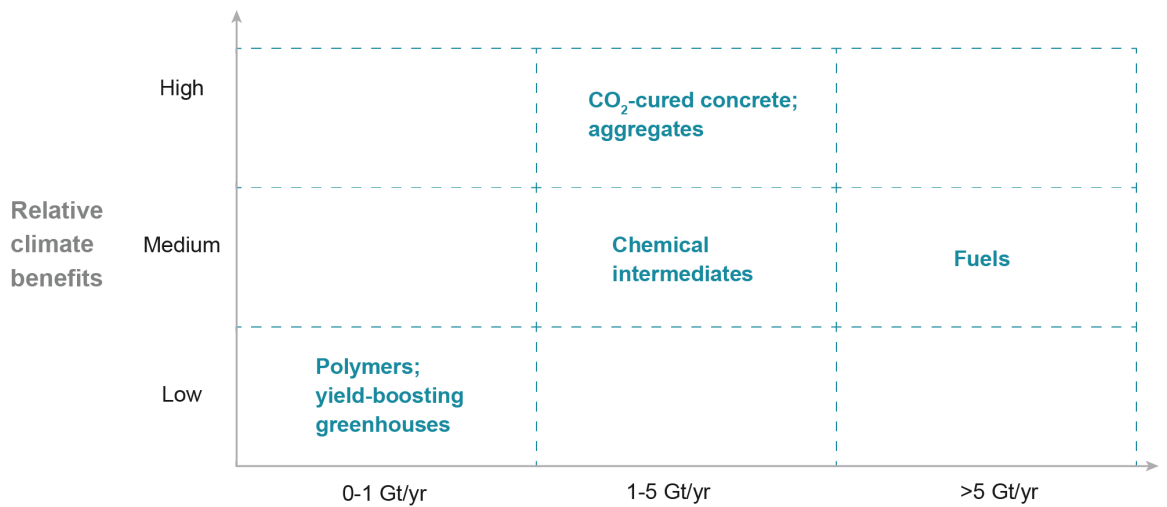 High
CO₂-cured concrete;
aggregates
Relative
climate
benefits
Medium
Chemical
intermediates
Fuels
Low
Polymers;
yield-boosting
greenhouses
0-1 Gt/yr
1-5 Gt/yr
>5 Gt/yr